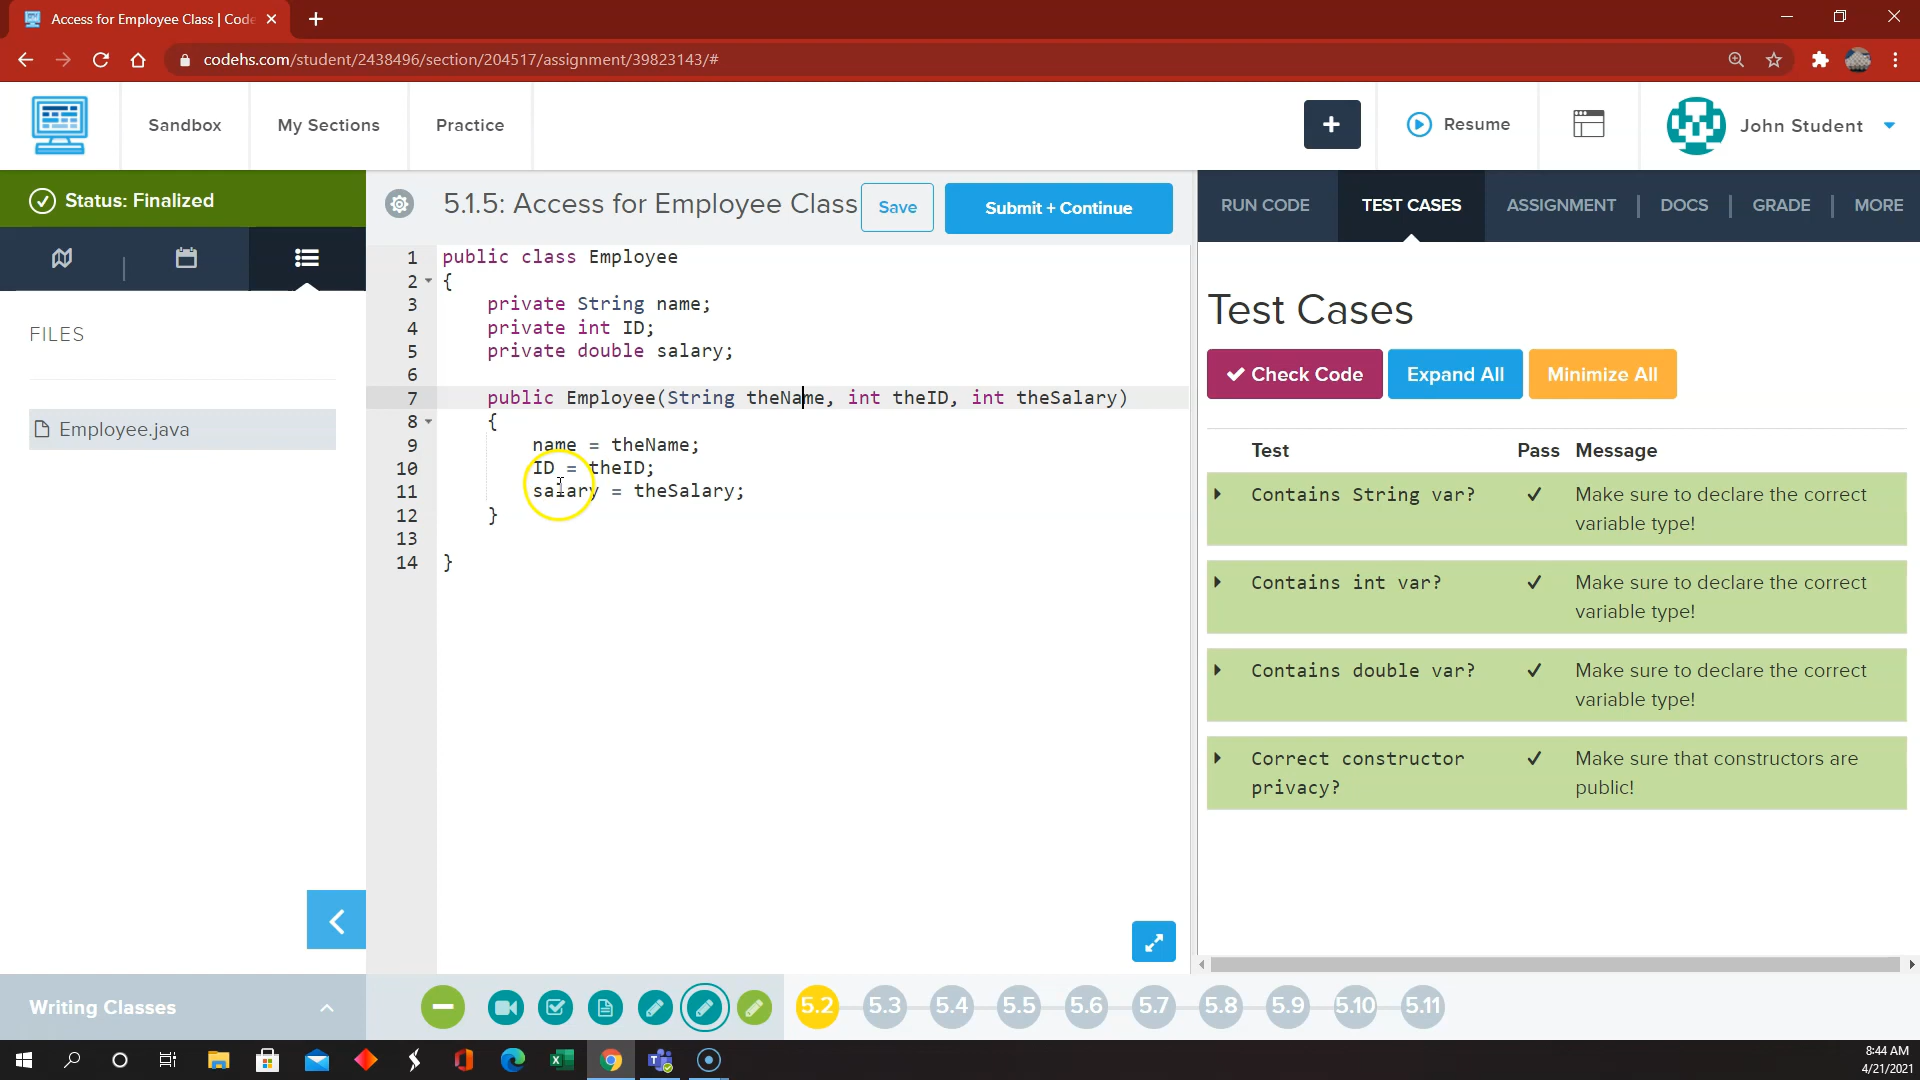 Access for Employee Class | Code
codehs.com/student/2438496/section/204517/assignment/39823143/#
Sandbox
My Sections
Practice
+
Resume
John Student
Status: Finalized
5.1.5: Access for Employee Class
Save
Submit + Continue
RUN CODE
TEST CASES
ASSIGNMENT
DOCS
GRADE
MORE
FILES
Employee.java
1 public class Employee
2 {
3 private String name;
4 private int ID;
5 private double salary;
6
7 public Employee(String theName, int theID, int theSalary)
8 {
9 name = theName;
10 ID = theID;
11 salary = theSalary;
12 }
13
14 }
Test Cases
Check Code
Expand All
Minimize All
Test Pass Message
Contains String var? Make sure to declare the correct
variable type!
Contains int var? Make sure to declare the correct
variable type!
Contains double var? Make sure to declare the correct
variable type!
Correct constructor Make sure that constructors are
privacy? public!
Writing Classes
5.2 5.3 5.4 5.5 5.6 5.7 5.8 5.9 5.10 5.11
8:44 AM
4/21/2021